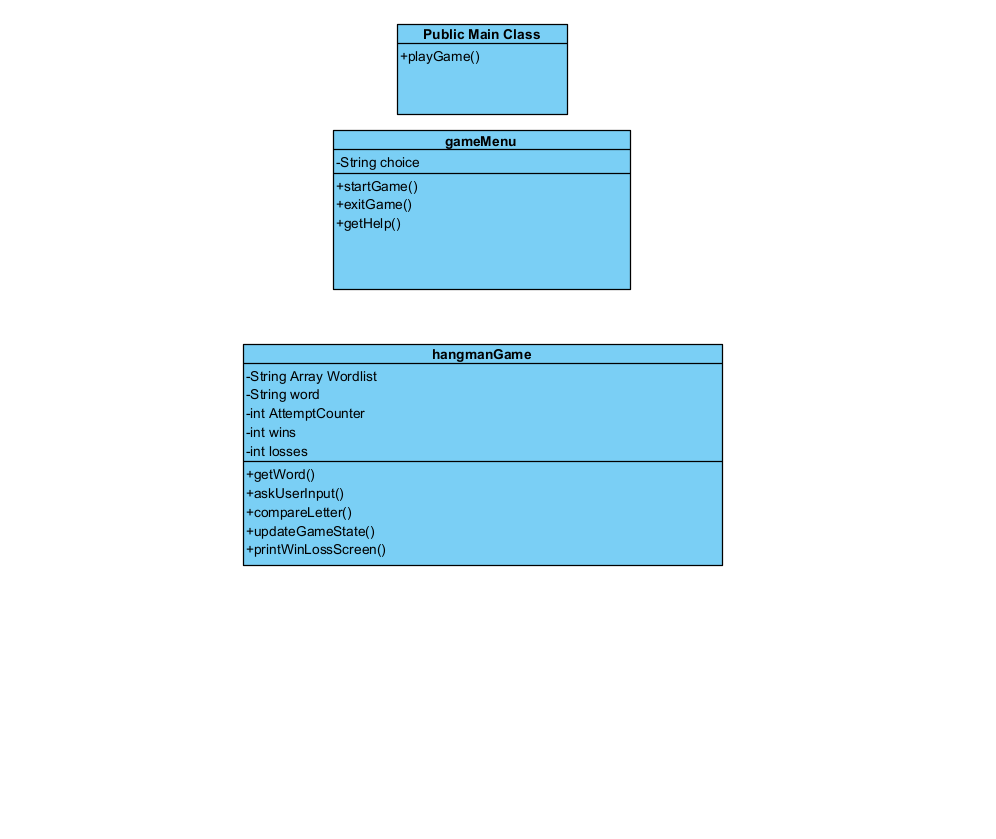 Public Main Class
+playGame()
gameMenu
-String choice
+startGame()
+exitGame()
+getHelp()
hangmanGame
-String Array Wordlist
-String word
-int AttemptCounter
-int wins
-int losses
+getWord()
+askUserInput()
+compareLetter()
+updateGameState()
+printWinLossScreen()